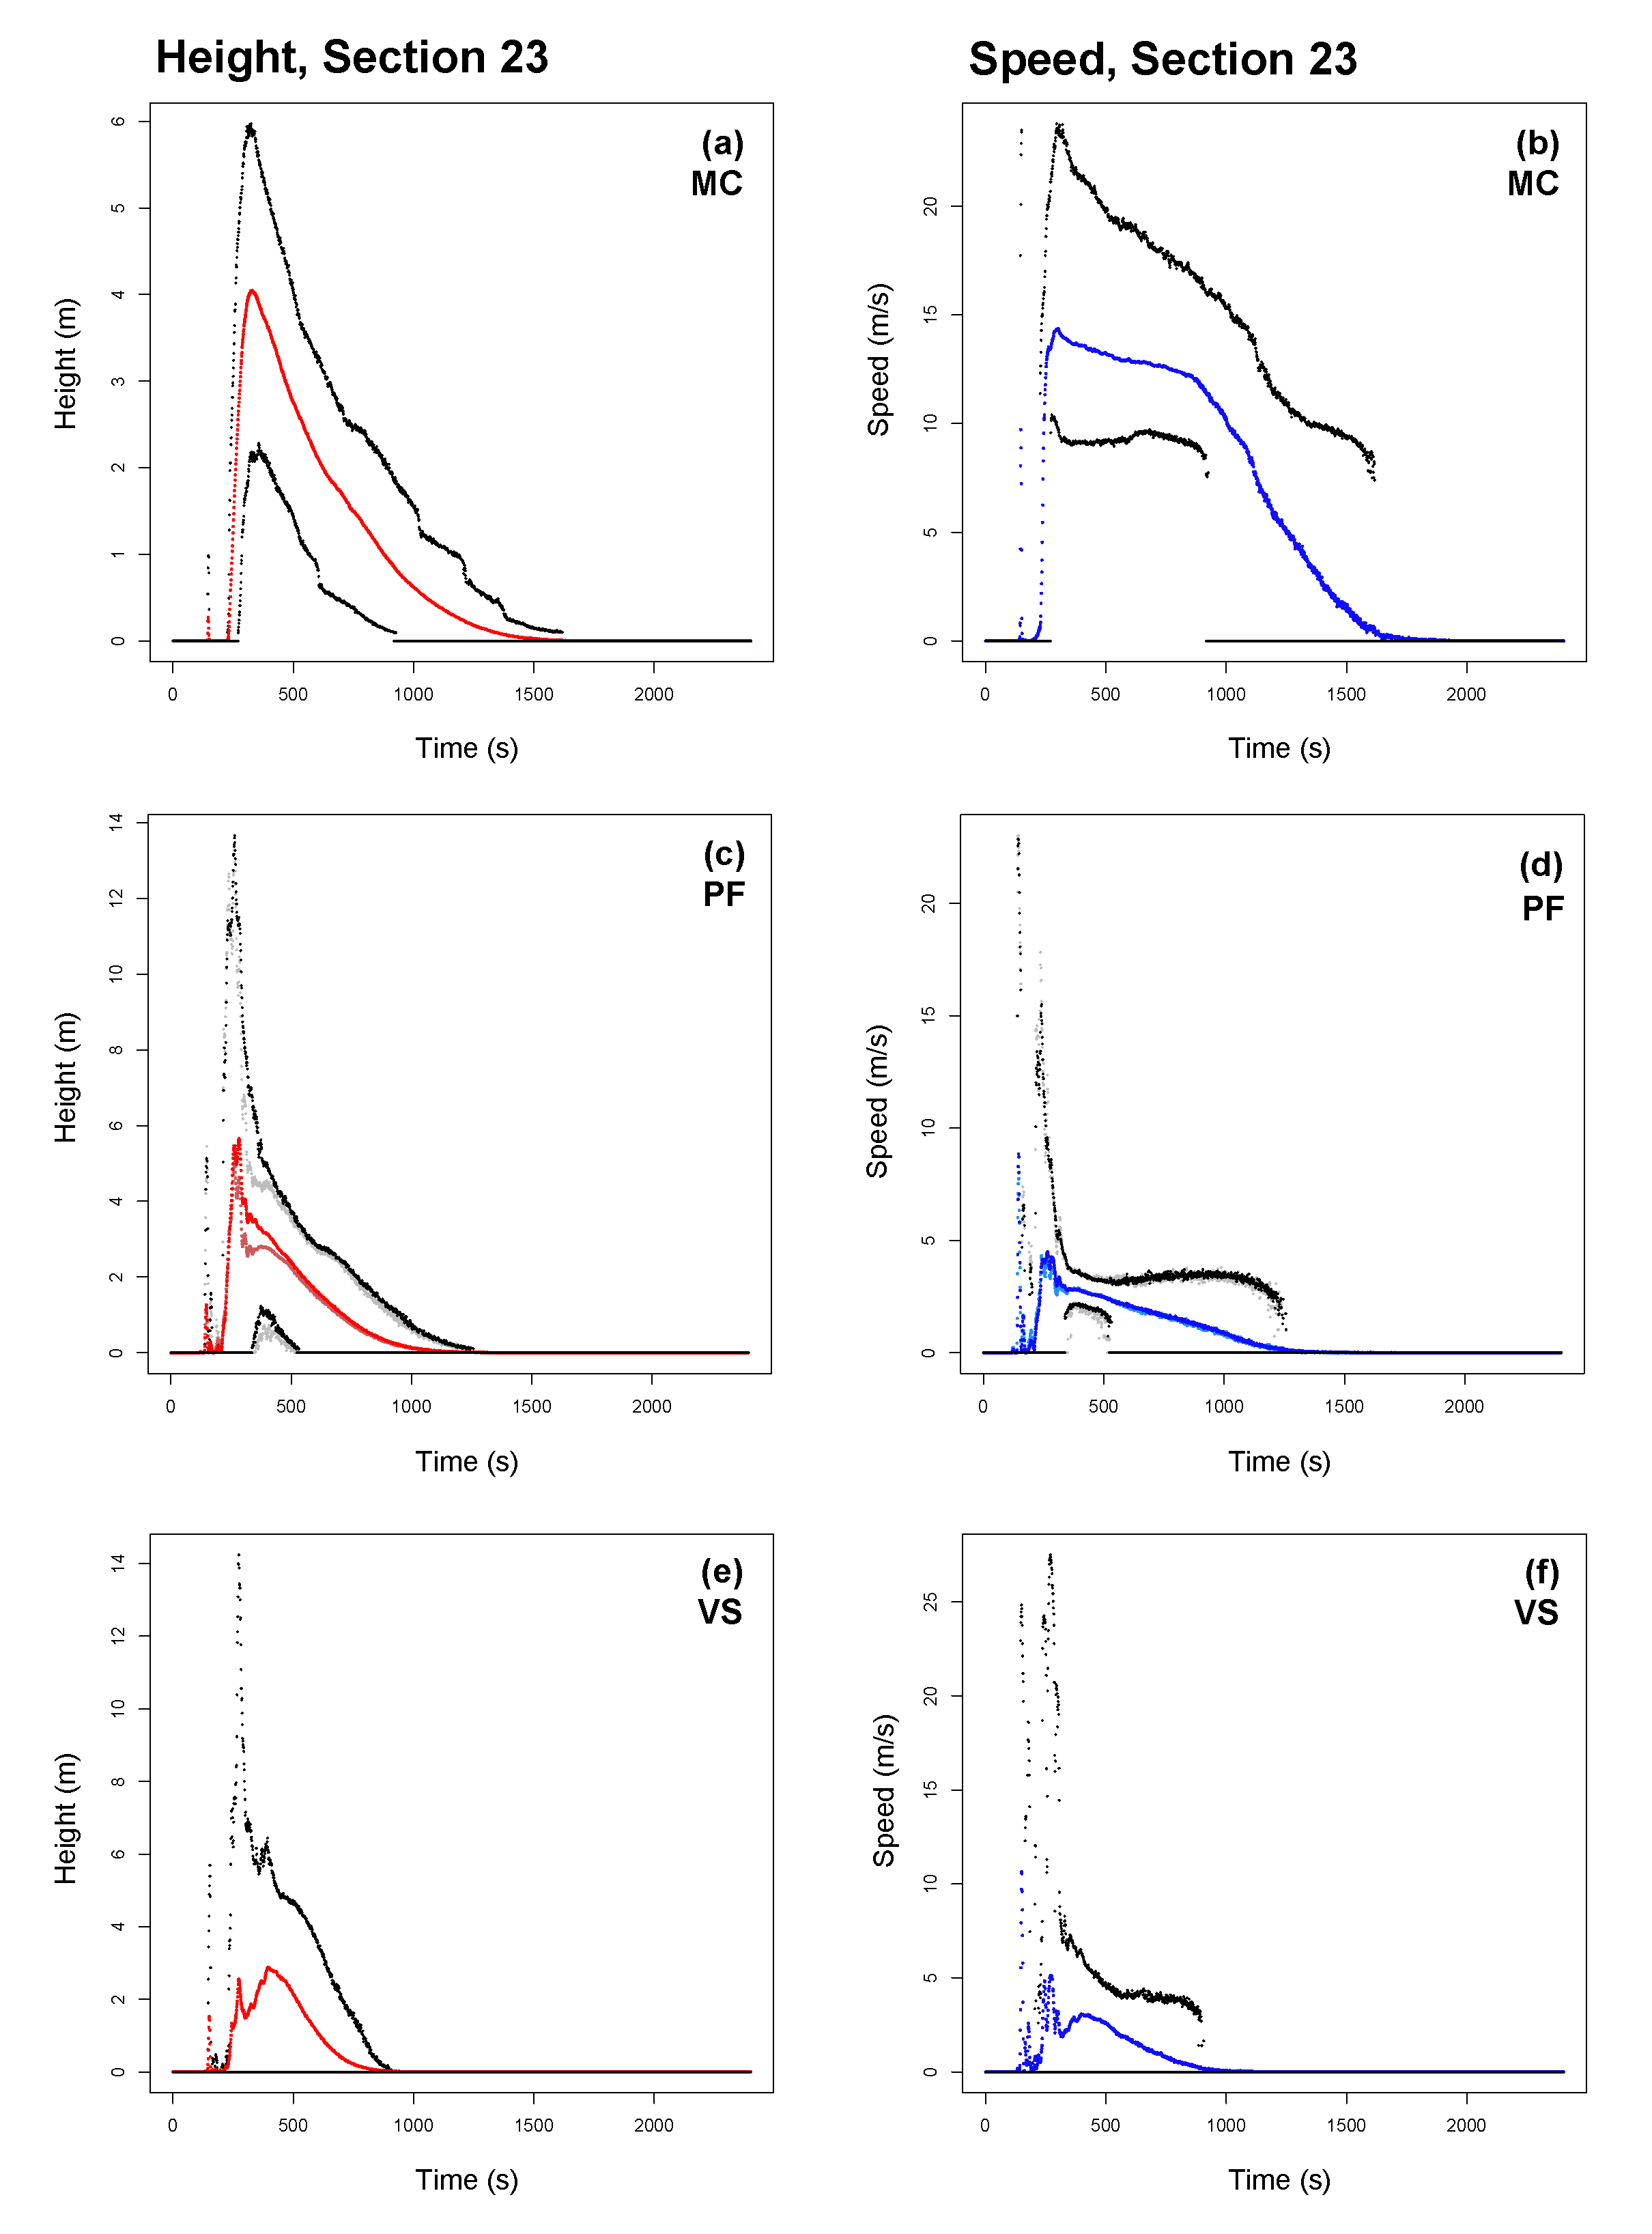 Height, Section 23
Speed, Section 23
(a)
MC
Height (m)
0 1 2 3 4 5 6
0 500 1000 1500 2000
Time (s)
(b)
MC
Speed (m/s)
0 5 10 15 20
0 500 1000 1500 2000
Time (s)
(c)
PF
Height (m)
0 2 4 6 8 10 12 14
0 500 1000 1500 2000
Time (s)
(d)
PF
Speed (m/s)
0 5 10 15 20
0 500 1000 1500 2000
Time (s)
(e)
VS
Height (m)
0 2 4 6 8 10 12 14
0 500 1000 1500 2000
Time (s)
(f)
VS
Speed (m/s)
0 5 10 15 20 25
0 500 1000 1500 2000
Time (s)